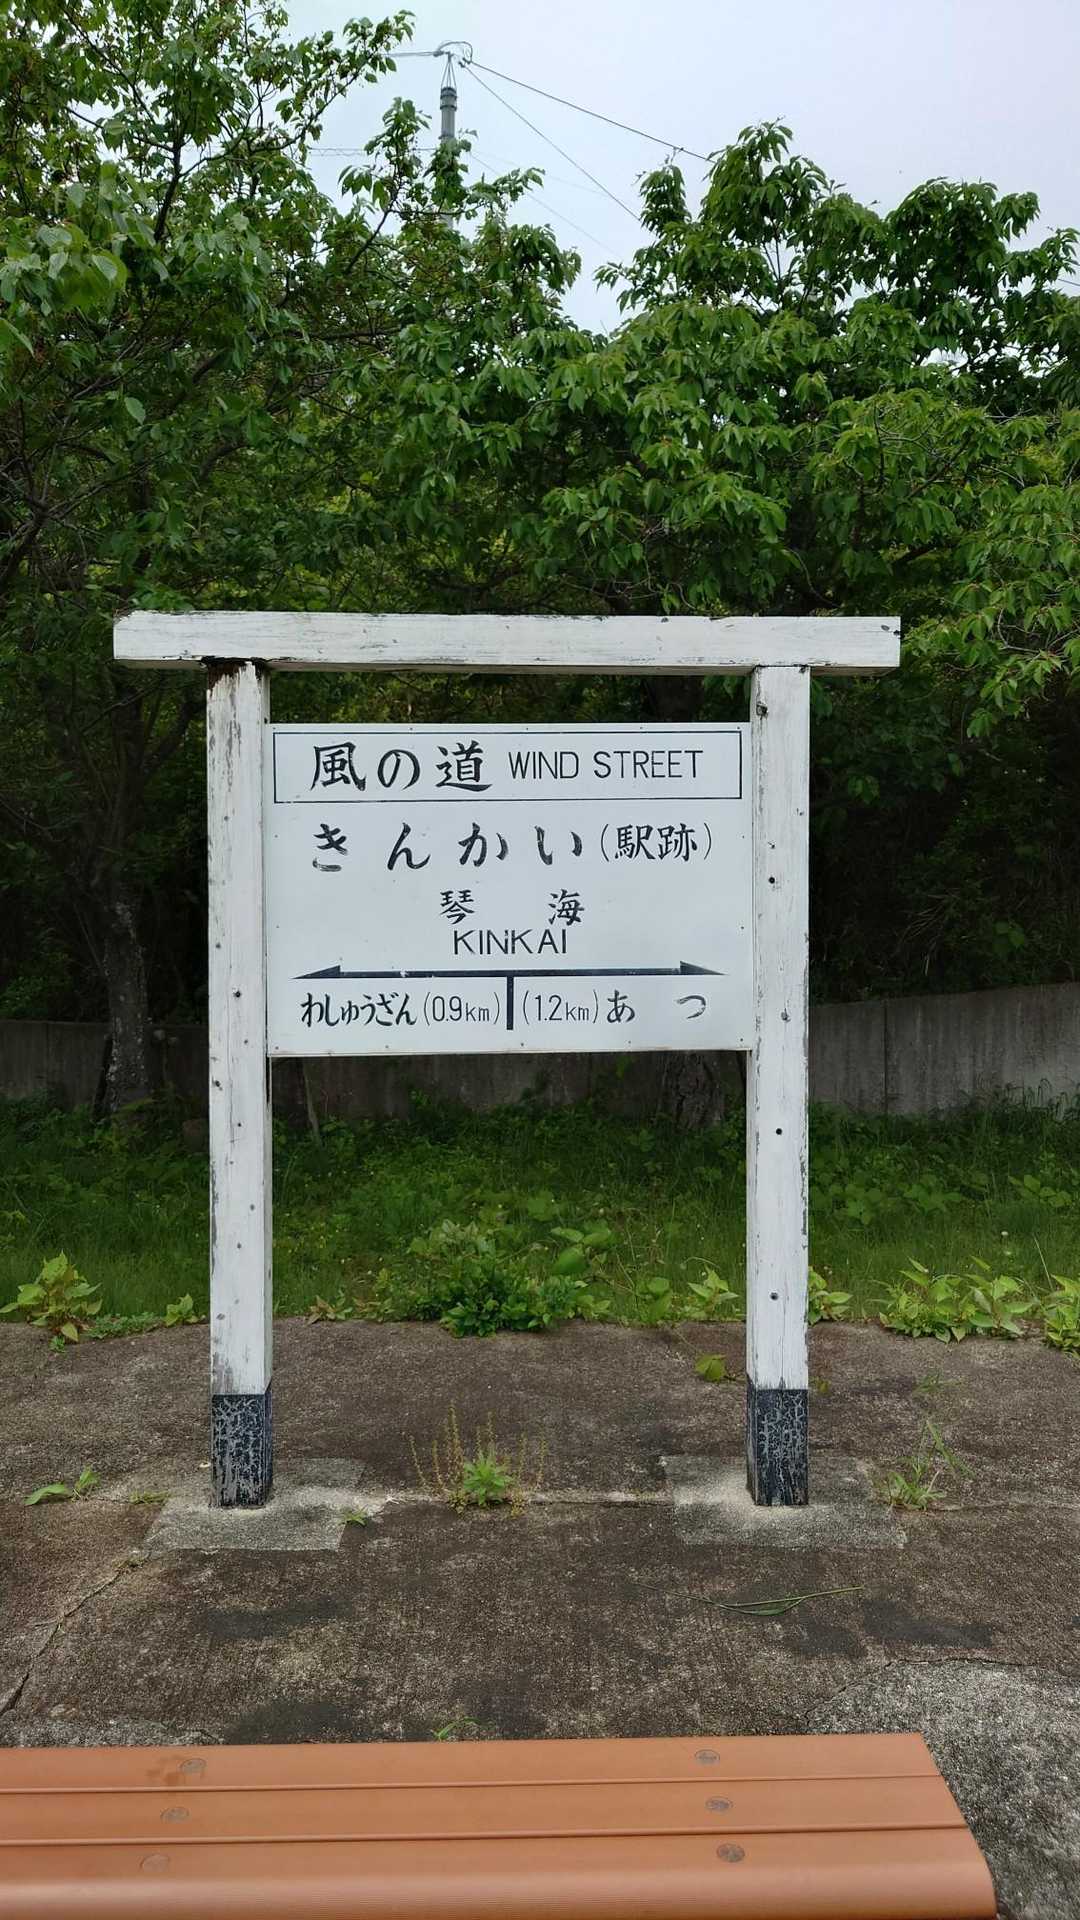 風の道 WIND STREET
きんかい(駅跡)
琴海
KINKAI
わしゅうざん(0.9km) (1.2km)あつ